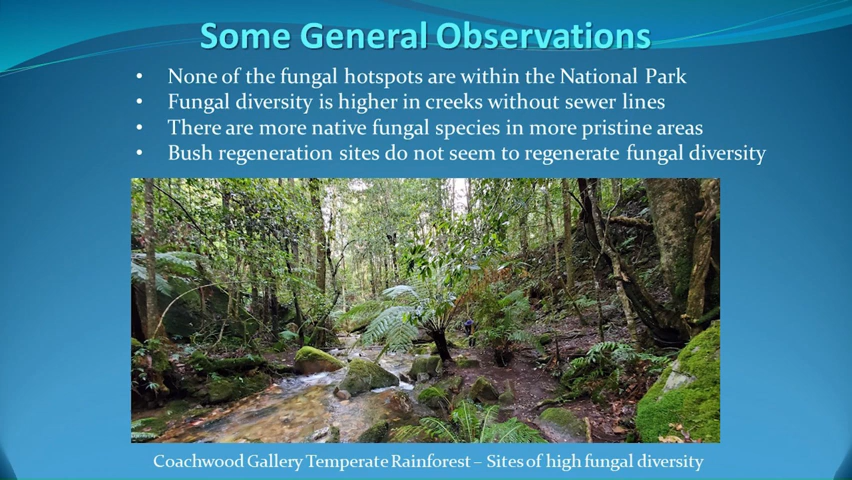 Some General Observations
• None of the fungal hotspots are within the National Park
• Fungal diversity is higher in creeks without sewer lines
• There are more native fungal species in more pristine areas
• Bush regeneration sites do not seem to regenerate fungal diversity
Coachwood Gallery Temperate Rainforest – Sites of high fungal diversity